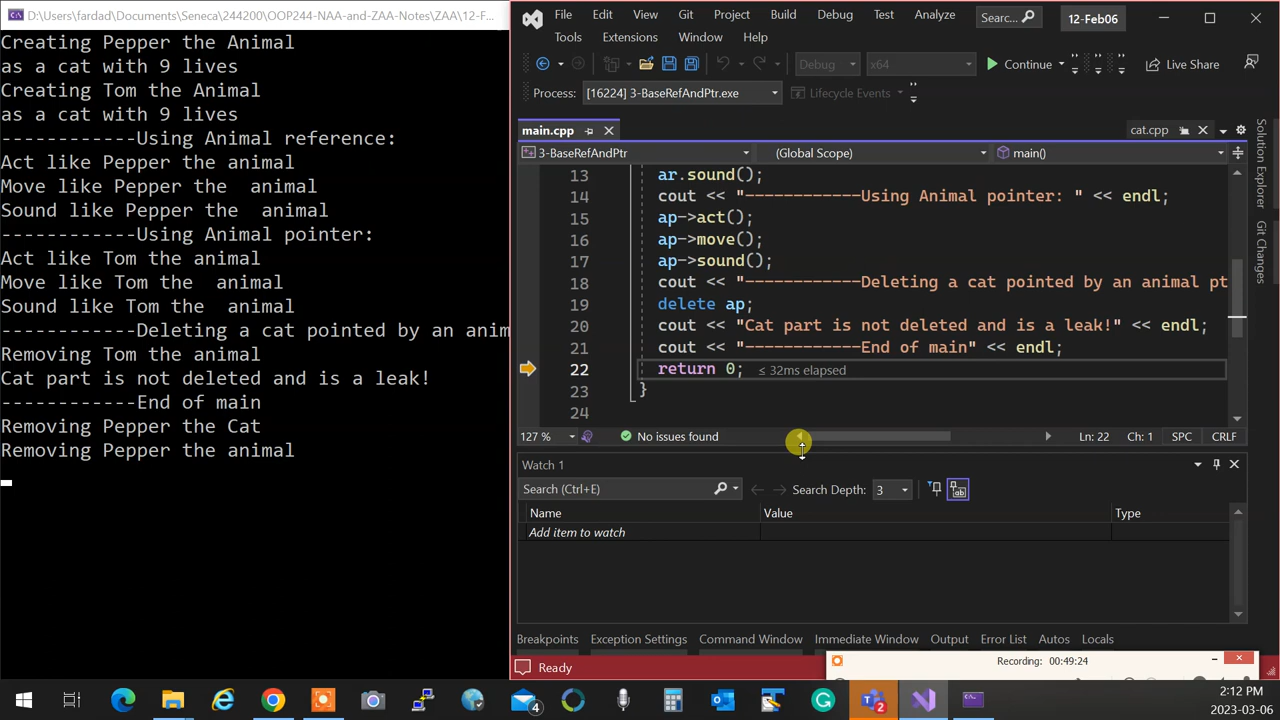 D:\Users\fardad\Documents\Seneca\244200\OOP244-NAA-and-ZAA-Notes\ZAA\12-F...
Creating Pepper the Animal
as a cat with 9 lives
Creating Tom the Animal
as a cat with 9 lives
------------Using Animal reference:
Act like Pepper the animal
Move like Pepper the  animal
Sound like Pepper the  animal
------------Using Animal pointer:
Act like Tom the animal
Move like Tom the  animal
Sound like Tom the  animal
------------Deleting a cat pointed by an anim
Removing Tom the animal
Cat part is not deleted and is a leak!
------------End of main
Removing Pepper the Cat
Removing Pepper the animal
File Edit View Git Project Build Debug Test Analyze Searc... 12-Feb06
Tools Extensions Window Help
Debug x64 Continue Live Share
Process: [16224] 3-BaseRefAndPtr.exe Lifecycle Events
main.cpp cat.cpp
3-BaseRefAndPtr (Global Scope) main()
13 ar.sound();
14 cout << "------------Using Animal pointer: " << endl;
15 ap->act();
16 ap->move();
17 ap->sound();
18 cout << "------------Deleting a cat pointed by an animal pt
19 delete ap;
20 cout << "Cat part is not deleted and is a leak!" << endl;
21 cout << "------------End of main" << endl;
22 return 0; ≤ 32ms elapsed
23 }
24
127 % No issues found Ln: 22 Ch: 1 SPC CRLF
Watch 1
Search (Ctrl+E) Search Depth: 3
Name Value Type
Add item to watch
Breakpoints Exception Settings Command Window Immediate Window Output Error List Autos Locals
Ready
Solution Explorer
Git Changes
Recording: 00:49:24
4
2
2:12 PM
2023-03-06